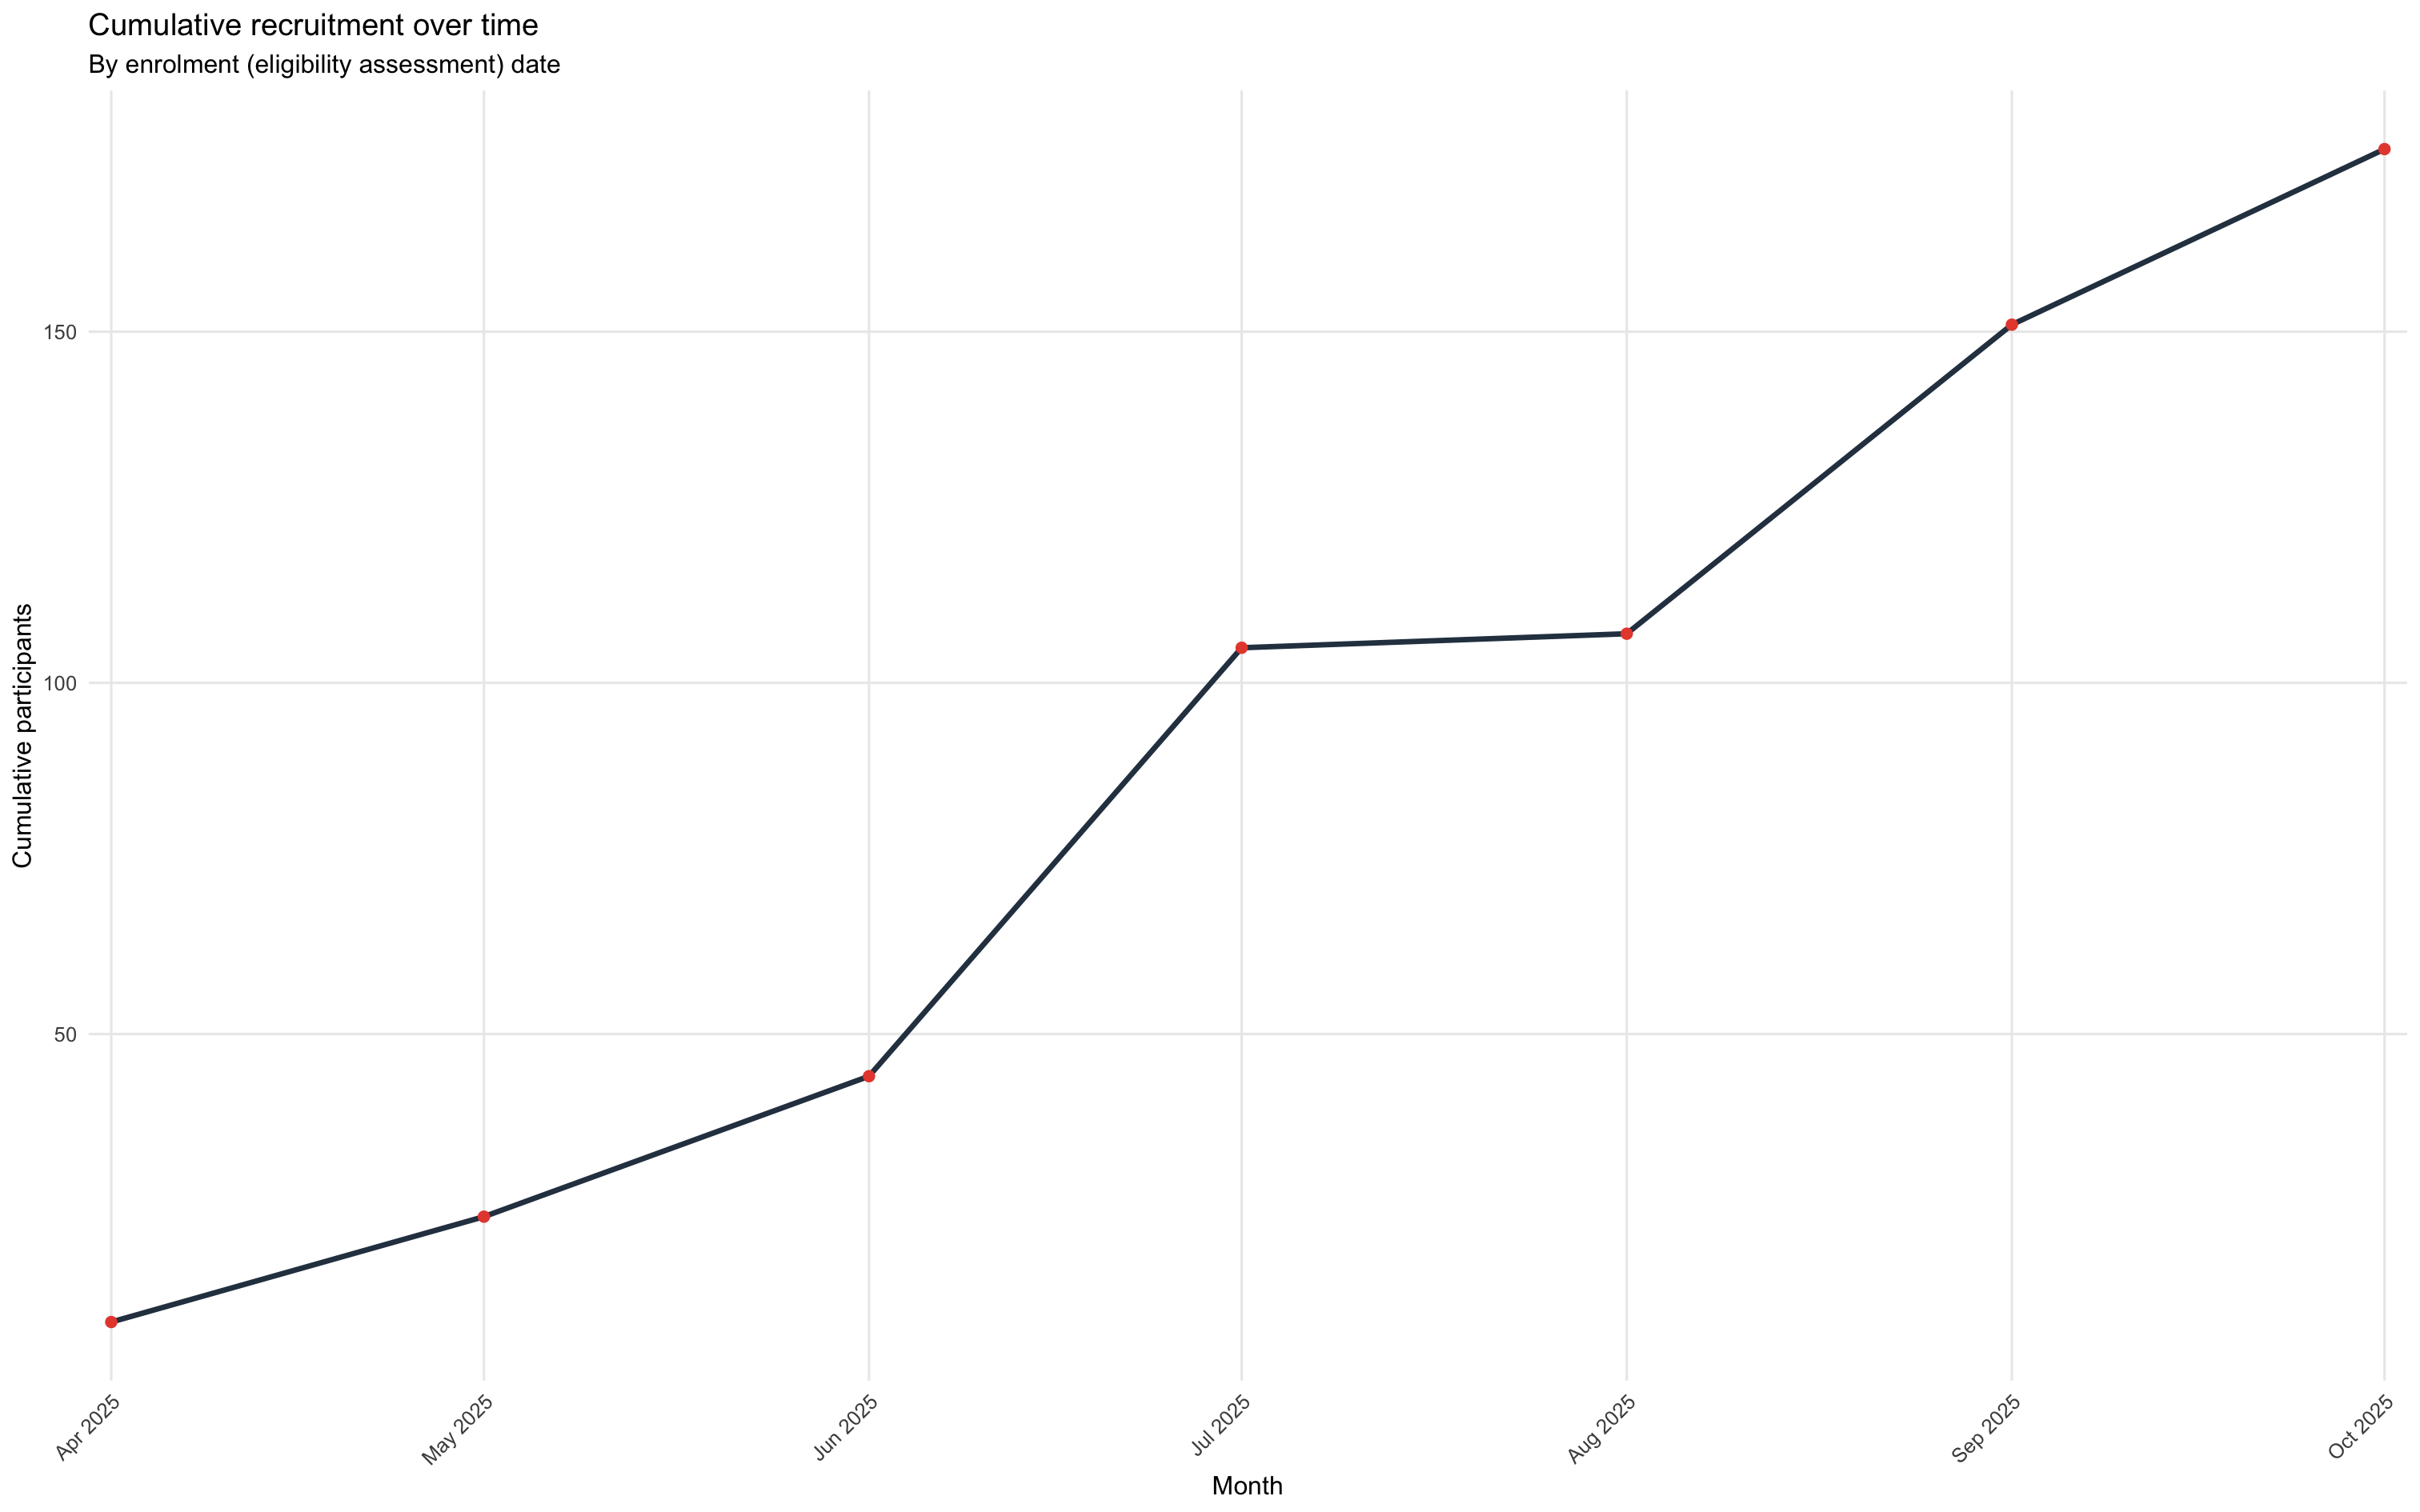 Cumulative recruitment over time
By enrolment (eligibility assessment) date
Cumulative participants
150
100
50
Apr 2025
May 2025
Jun 2025
Jul 2025
Aug 2025
Sep 2025
Oct 2025
Month